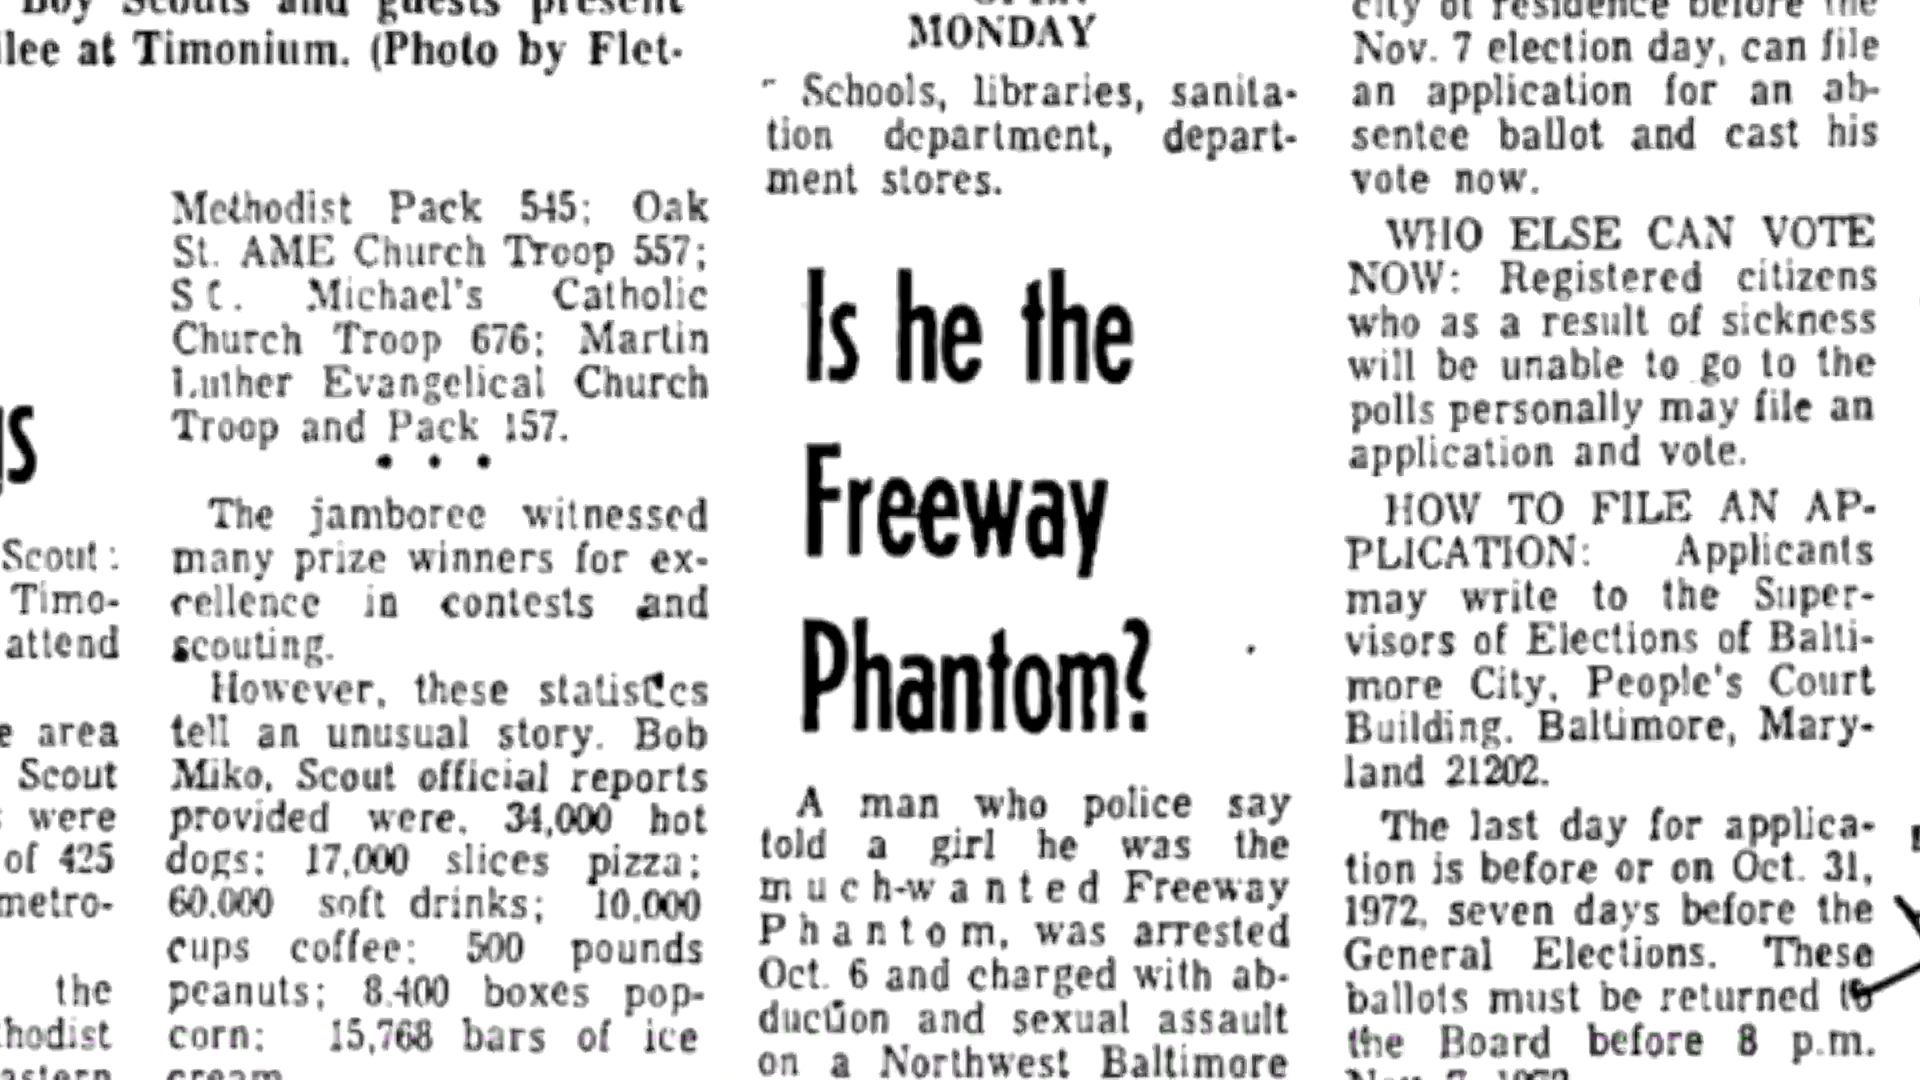 Boy Scouts and guests present
lee at Timonium. (Photo by Flet-
s
Scout:
Timo-
attend
area
Scout
were
of 425
metro-
the
hodist
Methodist Pack 545; Oak
St. AME Church Troop 557;
St. Michael's Catholic
Church Troop 676; Martin
Luther Evangelical Church
Troop and Pack 157.
• • •
The jamboree witnessed
many prize winners for ex-
cellence in contests and
scouting.
However, these statistics
tell an unusual story. Bob
Miko, Scout official reports
provided were. 34,000 hot
dogs; 17,000 slices pizza;
60,000 soft drinks; 10,000
cups coffee; 500 pounds
peanuts; 8,400 boxes pop-
corn; 15,768 bars of ice
cream
MONDAY
Schools, libraries, sanita-
tion department, depart-
ment stores.
Is he the
Freeway
Phantom?
A man who police say
told a girl he was the
much-wanted Freeway
Phantom, was arrested
Oct. 6 and charged with ab-
duction and sexual assault
on a Northwest Baltimore
city of residence before the
Nov. 7 election day, can file
an application for an ab-
sentee ballot and cast his
vote now.
WHO ELSE CAN VOTE
NOW: Registered citizens
who as a result of sickness
will be unable to go to the
polls personally may file an
application and vote.
HOW TO FILE AN AP-
PLICATION: Applicants
may write to the Super-
visors of Elections of Balti-
more City, People's Court
Building, Baltimore, Mary-
land 21202.
The last day for applica-
tion is before or on Oct. 31,
1972, seven days before the
General Elections. These
ballots must be returned to
the Board before 8 p.m.